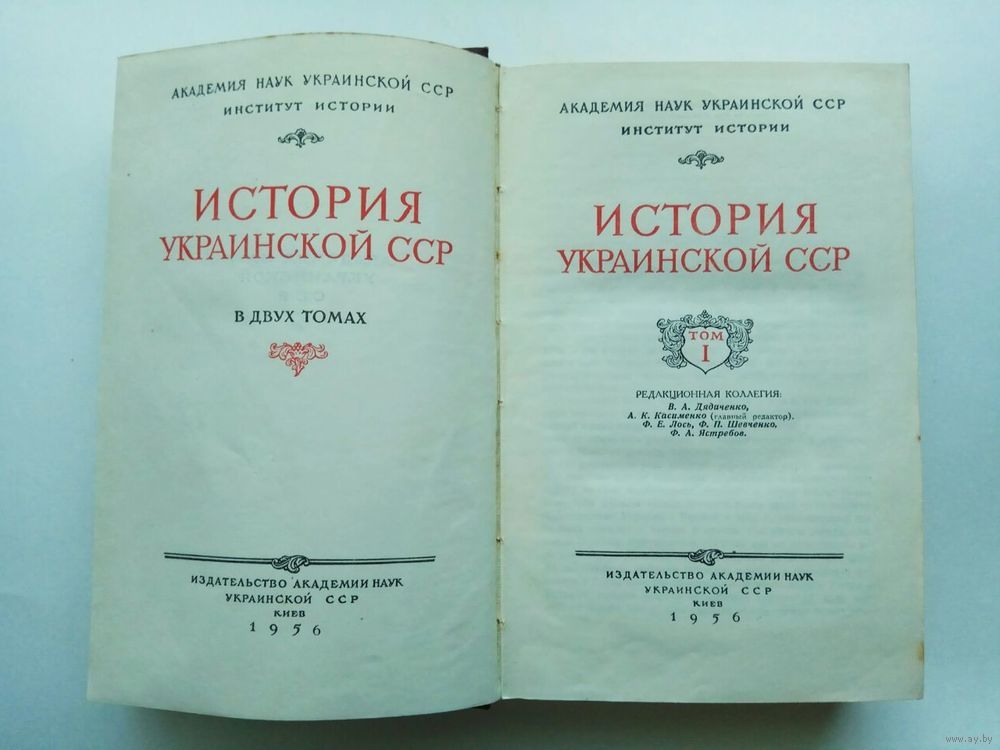 АКАДЕМИЯ НАУК УКРАИНСКОЙ ССР
ИНСТИТУТ ИСТОРИИ
ИСТОРИЯ
УКРАИНСКОЙ ССР
В ДВУХ ТОМАХ
ИЗДАТЕЛЬСТВО АКАДЕМИИ НАУК
УКРАИНСКОЙ ССР
КИЕВ
1956
АКАДЕМИЯ НАУК УКРАИНСКОЙ ССР
ИНСТИТУТ ИСТОРИИ
ИСТОРИЯ
УКРАИНСКОЙ ССР
ТОМ
I
РЕДАКЦИОННАЯ КОЛЛЕГИЯ:
В. А. Дядиченко,
А. К. Касименко (главный редактор).
Ф. Е. Лось, Ф. П. Шевченко,
Ф. А. Ястребов.
ИЗДАТЕЛЬСТВО АКАДЕМИИ НАУК
УКРАИНСКОЙ ССР
КИЕВ
1956
www.ay.by